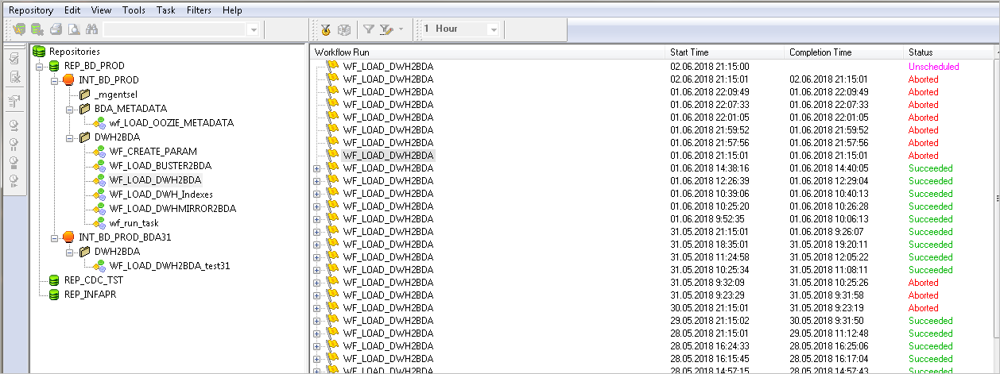 Repository Edit View Tools Task Filters Help
1 Hour
Repositories
REP_BD_PROD
INT_BD_PROD
_mgentsel
BDA_METADATA
wf_LOAD_OOZIE_METADATA
DWH2BDA
WF_CREATE_PARAM
WF_LOAD_BUSTER2BDA
WF_LOAD_DWH2BDA
WF_LOAD_DWH_Indexes
WF_LOAD_DWHMIRROR2BDA
wf_run_task
INT_BD_PROD_BDA31
DWH2BDA
WF_LOAD_DWH2BDA_test31
REP_CDC_TST
REP_INFAPR
Workflow Run Start Time Completion Time Status
WF_LOAD_DWH2BDA 02.06.2018 21:15:00 Unscheduled
WF_LOAD_DWH2BDA 02.06.2018 21:15:01 02.06.2018 21:15:01 Aborted
WF_LOAD_DWH2BDA 01.06.2018 22:09:49 01.06.2018 22:09:49 Aborted
WF_LOAD_DWH2BDA 01.06.2018 22:07:33 01.06.2018 22:07:33 Aborted
WF_LOAD_DWH2BDA 01.06.2018 22:01:05 01.06.2018 22:01:05 Aborted
WF_LOAD_DWH2BDA 01.06.2018 21:59:52 01.06.2018 21:59:52 Aborted
WF_LOAD_DWH2BDA 01.06.2018 21:57:56 01.06.2018 21:57:56 Aborted
WF_LOAD_DWH2BDA 01.06.2018 21:15:01 01.06.2018 21:15:01 Aborted
WF_LOAD_DWH2BDA 01.06.2018 14:38:16 01.06.2018 14:40:05 Succeeded
WF_LOAD_DWH2BDA 01.06.2018 12:26:39 01.06.2018 12:29:04 Succeeded
WF_LOAD_DWH2BDA 01.06.2018 10:39:06 01.06.2018 10:40:13 Succeeded
WF_LOAD_DWH2BDA 01.06.2018 10:25:20 01.06.2018 10:26:28 Succeeded
WF_LOAD_DWH2BDA 01.06.2018 9:52:35 01.06.2018 10:06:13 Succeeded
WF_LOAD_DWH2BDA 31.05.2018 21:15:01 01.06.2018 9:26:07 Succeeded
WF_LOAD_DWH2BDA 31.05.2018 18:35:01 31.05.2018 19:20:11 Succeeded
WF_LOAD_DWH2BDA 31.05.2018 11:24:58 31.05.2018 12:05:22 Succeeded
WF_LOAD_DWH2BDA 31.05.2018 10:25:34 31.05.2018 11:08:11 Succeeded
WF_LOAD_DWH2BDA 31.05.2018 9:32:09 31.05.2018 10:25:26 Aborted
WF_LOAD_DWH2BDA 31.05.2018 9:23:29 31.05.2018 9:31:58 Aborted
WF_LOAD_DWH2BDA 30.05.2018 21:15:01 31.05.2018 9:23:19 Aborted
WF_LOAD_DWH2BDA 29.05.2018 21:15:02 30.05.2018 9:31:50 Succeeded
WF_LOAD_DWH2BDA 28.05.2018 21:15:01 29.05.2018 11:12:48 Succeeded
WF_LOAD_DWH2BDA 28.05.2018 16:24:33 28.05.2018 16:25:06 Succeeded
WF_LOAD_DWH2BDA 28.05.2018 16:15:45 28.05.2018 16:17:04 Succeeded
WF_LOAD_DWH2BDA 28.05.2018 14:57:15 28.05.2018 14:57:43 Succeeded